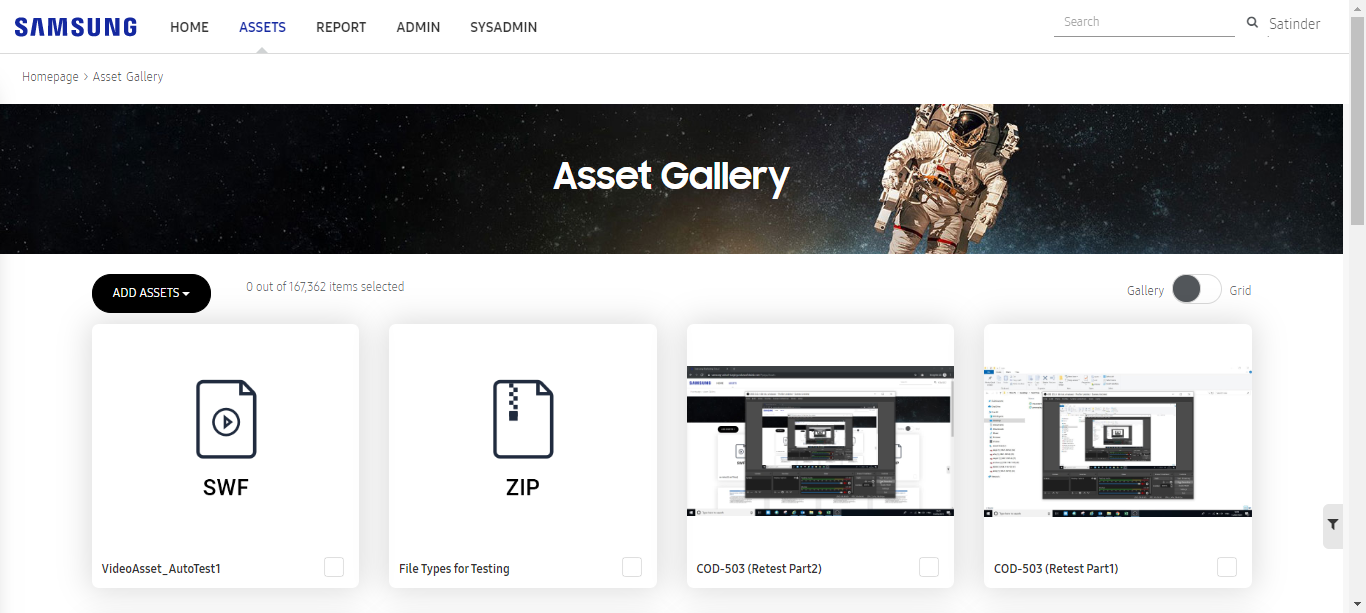 SAMSUNG HOME ASSETS REPORT ADMIN SYSADMIN Search Satinder
Homepage > Asset Gallery
Asset Gallery
ADD ASSETS 0 out of 167,362 items selected Gallery Grid
SWF ZIP
VideoAsset_AutoTest1 File Types for Testing COD-503 (Retest Part2) COD-503 (Retest Part1)